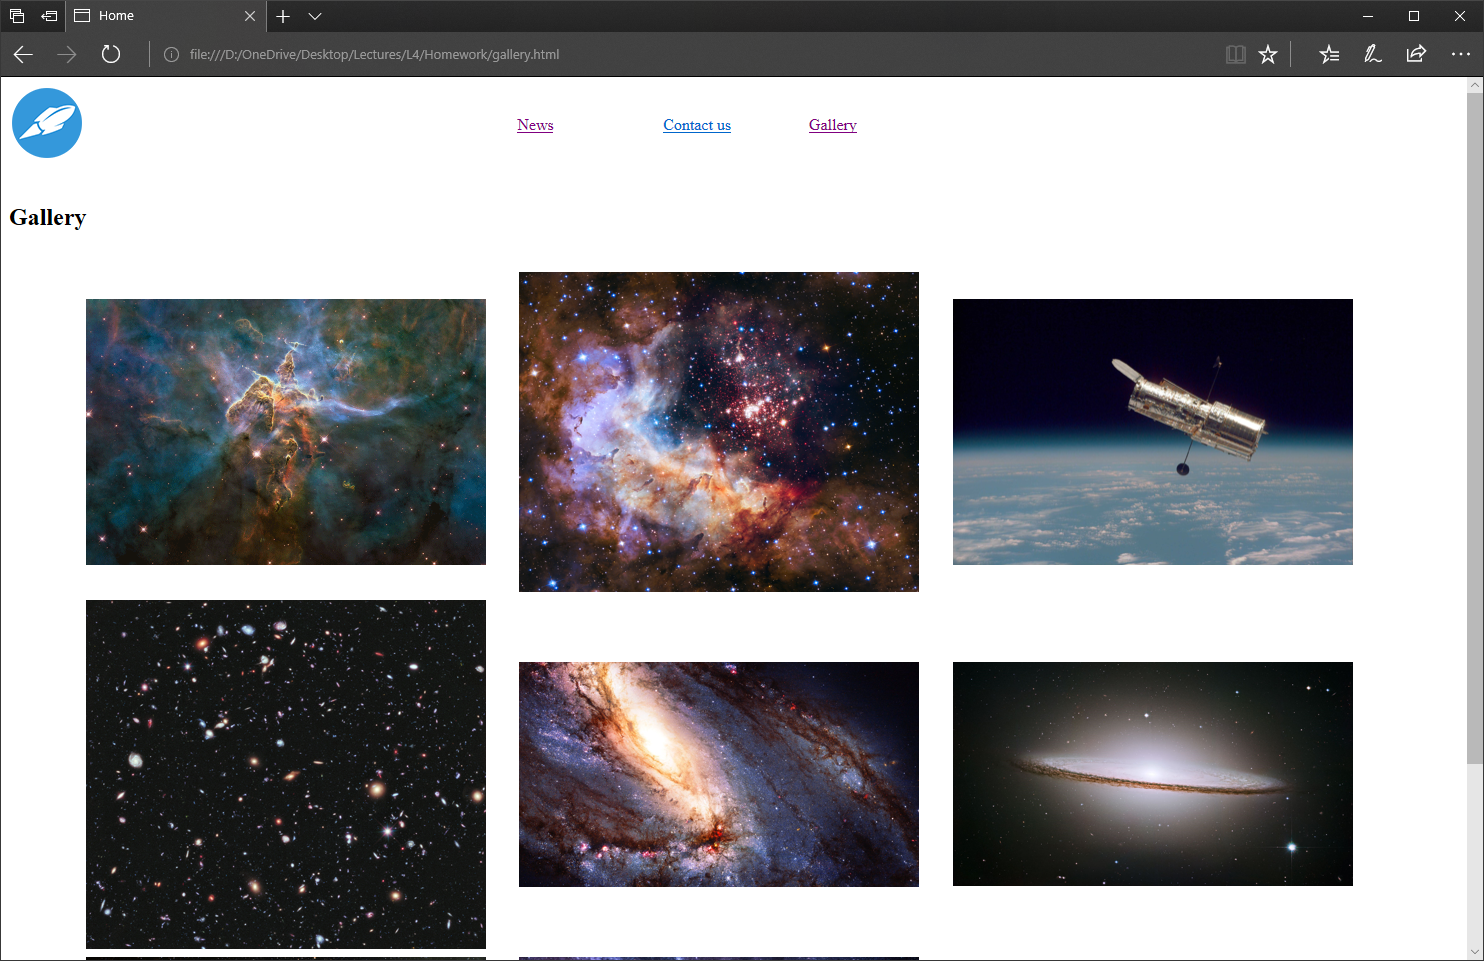 Home
file:///D:/OneDrive/Desktop/Lectures/L4/Homework/gallery.html
News Contact us Gallery
Gallery